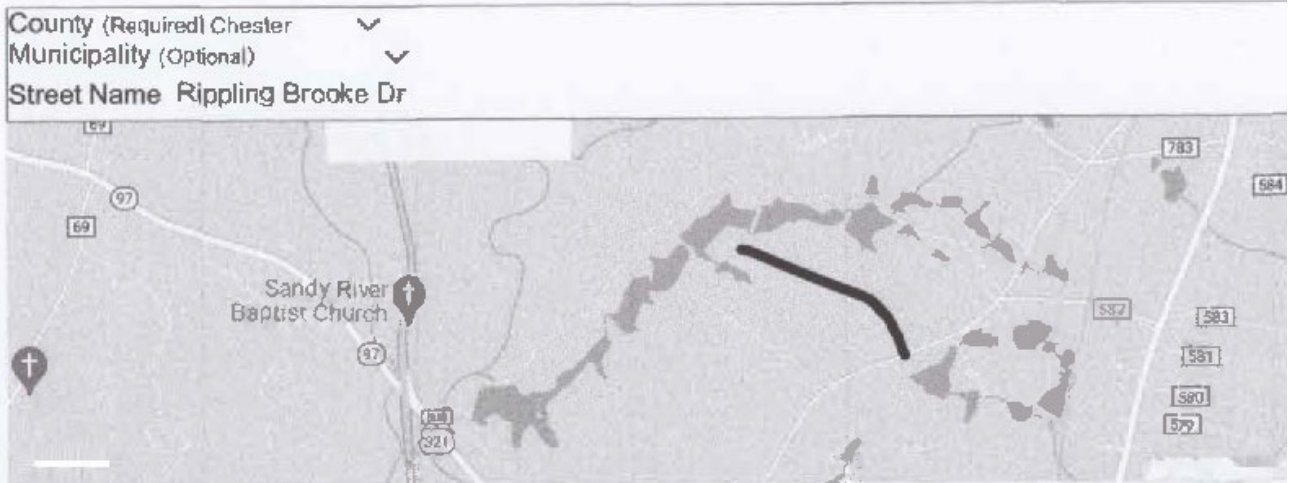 County (Required) Chester
Municipality (Optional)
Street Name Rippling Brooke Dr
69
783
97
584
69
Sandy River
Baptist Church
582
583
97
581
580
321
579